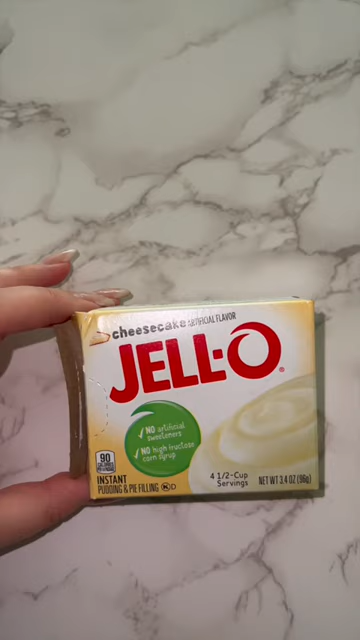 cheesecake ARTIFICIAL FLAVOR
JELL-O®
NO artificial
sweeteners
NO high fructose
corn syrup
90
CALORIES
INSTANT
PUDDING & PIE FILLING K D
4 1/2-Cup
Servings
NET WT 3.4 OZ (96g)